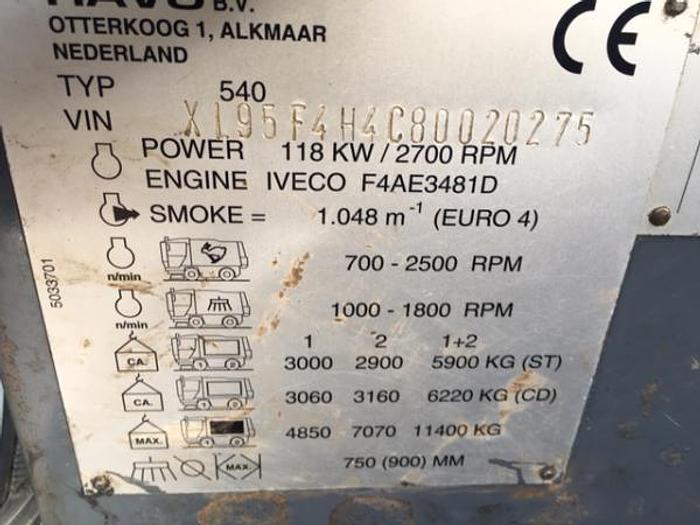 RAVO B.V.
OTTERKOOG 1, ALKMAAR
NEDERLAND
CE
TYP 540
VIN XL95F4H4C80020275
POWER 118 KW / 2700 RPM
ENGINE IVECO F4AE3481D
SMOKE = 1.048 m⁻¹ (EURO 4)
n/min 700 - 2500 RPM
n/min 1000 - 1800 RPM
1 2 1+2
CA. 3000 2900 5900 KG (ST)
CA. 3060 3160 6220 KG (CD)
MAX. 4850 7070 11400 KG
MAX. 750 (900) MM
5033701